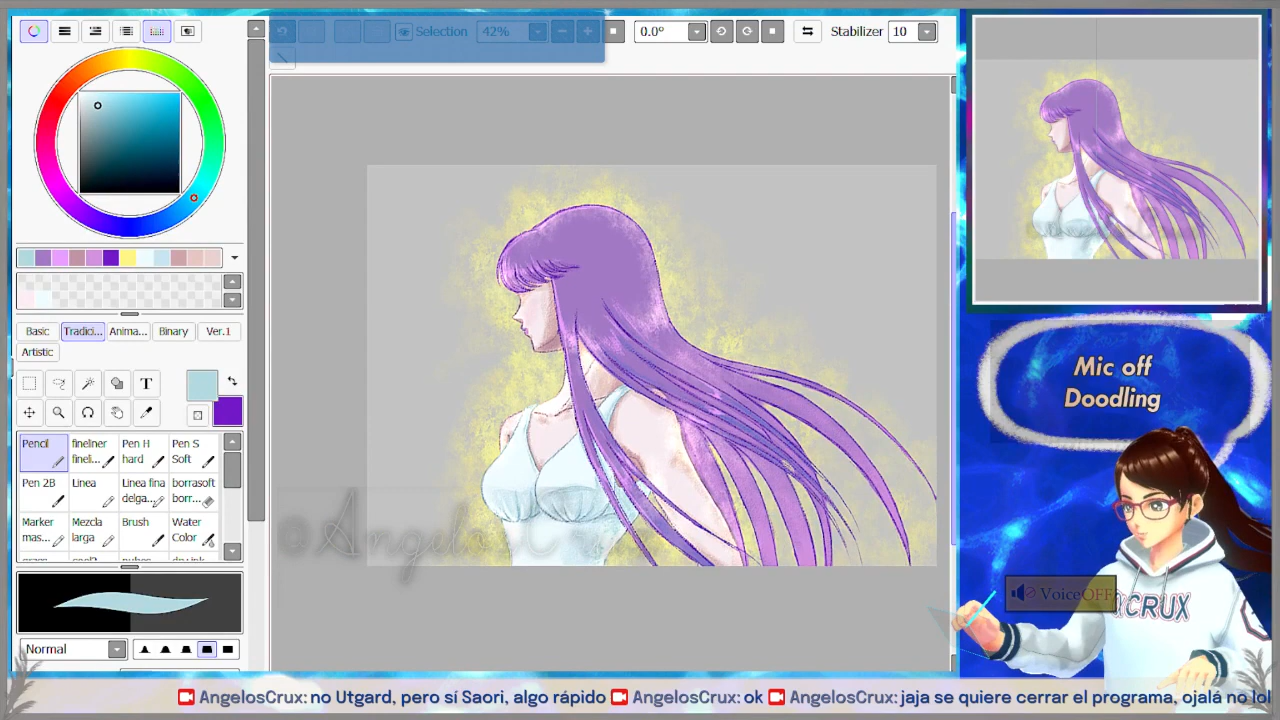 Selection
42%
0.0°
Stabilizer
10
Basic
Tradici...
Anima...
Binary
Ver.1
Artistic
T
Pencil
finelner
fineli...
Pen H
hard
Pen S
Soft
Pen 2B
Linea
Linea fina
delga...
borrasoft
borr...
Marker
mas...
Mezcla
larga
Brush
Water
Color
Normal
Mic off
Doodling
VoiceOFF
CRUX
AngelosCrux: no Utgard, pero sí Saori, algo rápido AngelosCrux: ok AngelosCrux: jaja se quiere cerrar el programa, ojalá no lol